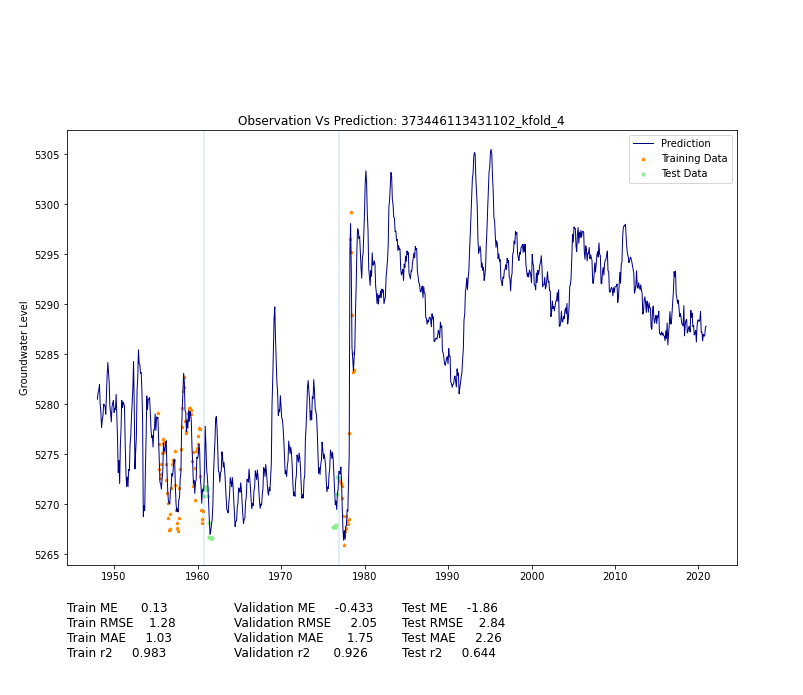 Observation Vs Prediction: 373446113431102_kfold_4
Prediction
Training Data
Test Data
Groundwater Level
5305
5300
5295
5290
5285
5280
5275
5270
5265
1950 1960 1970 1980 1990 2000 2010 2020
Train ME 0.13 Validation ME -0.433 Test ME -1.86
Train RMSE 1.28 Validation RMSE 2.05 Test RMSE 2.84
Train MAE 1.03 Validation MAE 1.75 Test MAE 2.26
Train r2 0.983 Validation r2 0.926 Test r2 0.644